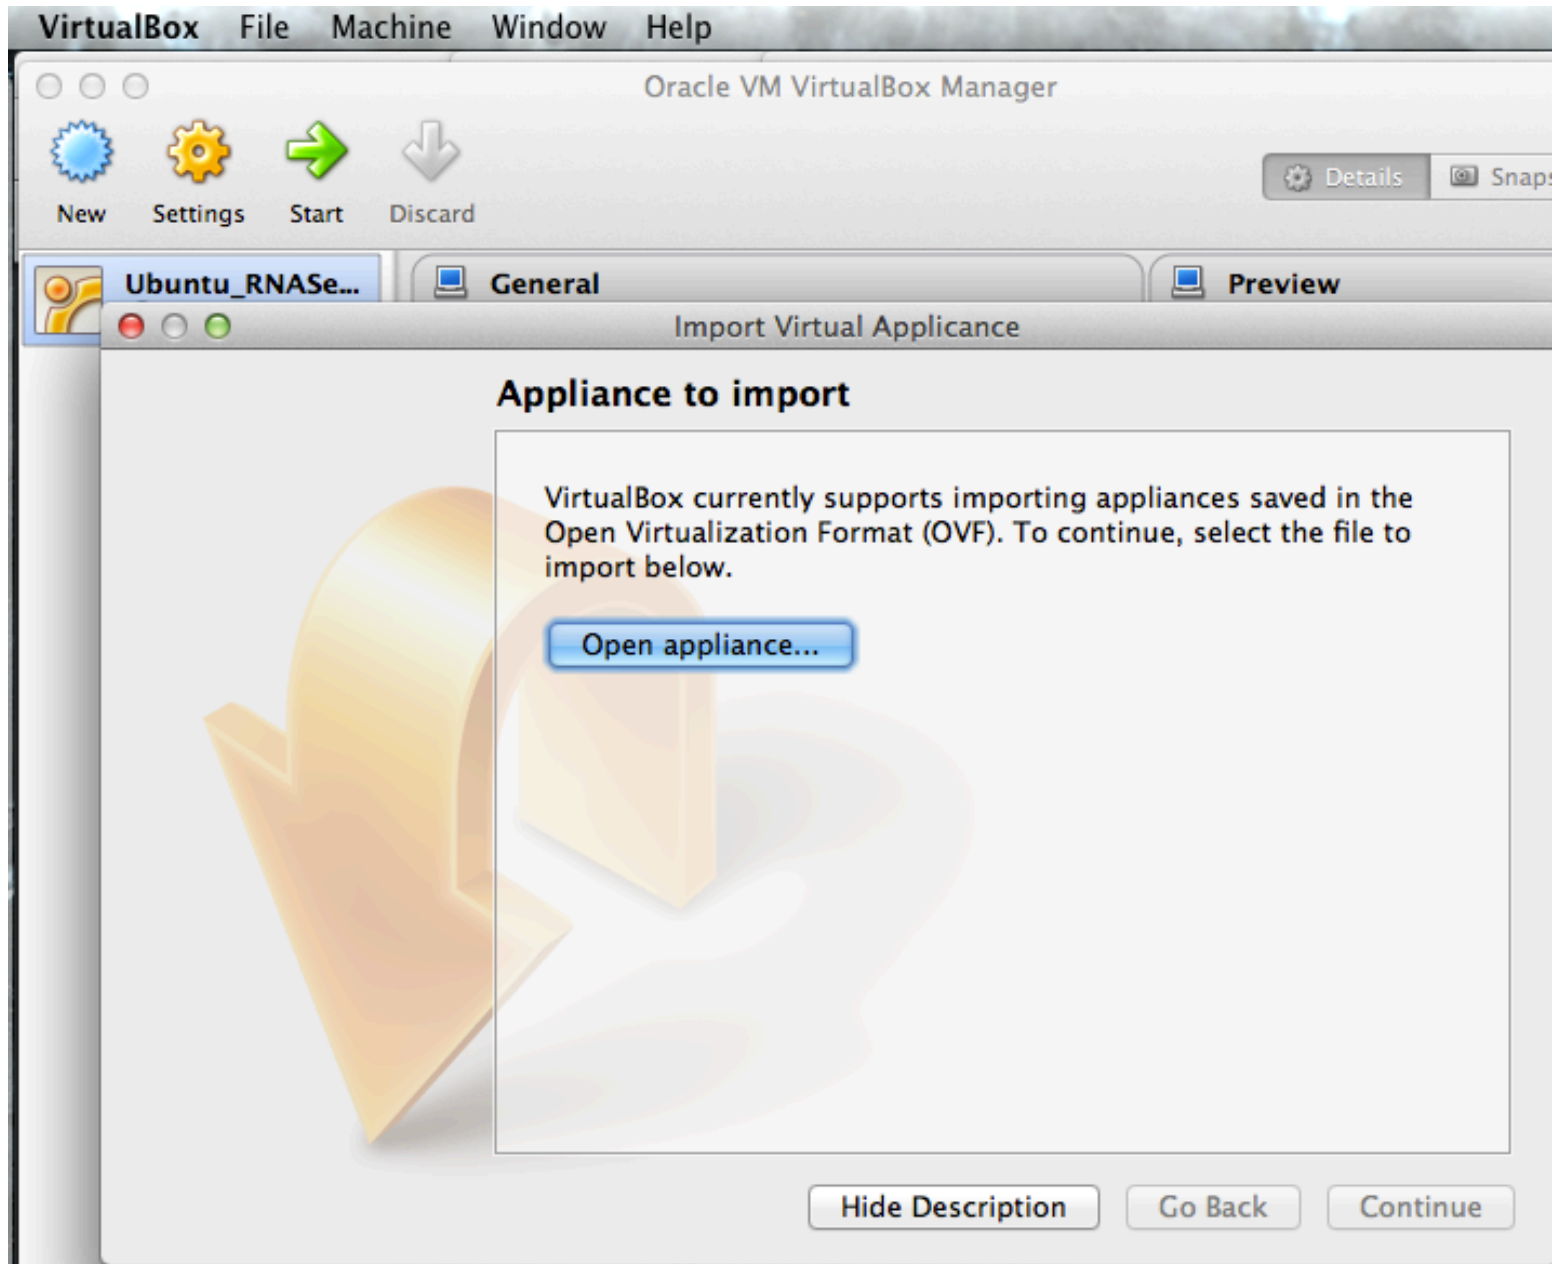 VirtualBox File Machine Window Help
Oracle VM VirtualBox Manager
New Settings Start Discard
Details Snaps
Ubuntu_RNASe...
General
Preview
Import Virtual Applicance
Appliance to import
VirtualBox currently supports importing appliances saved in the
Open Virtualization Format (OVF). To continue, select the file to
import below.
Open appliance...
Hide Description Go Back Continue